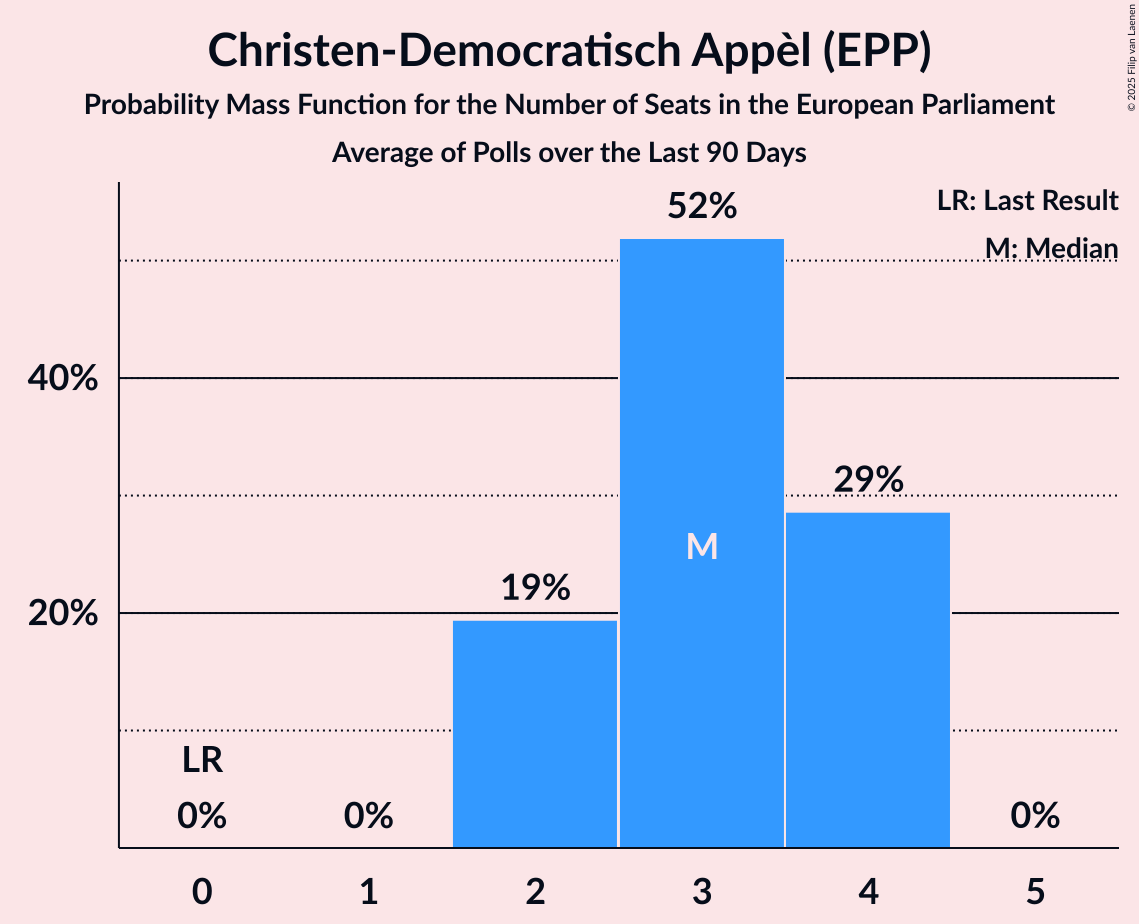 Christen-Democratisch Appèl (EPP)
Probability Mass Function for the Number of Seats in the European Parliament
Average of Polls over the Last 90 Days
© 2025 Filip van Laenen
LR: Last Result
M: Median
52%
40%
29%
M
19%
20%
LR
0%
0%
0%
0 1 2 3 4 5